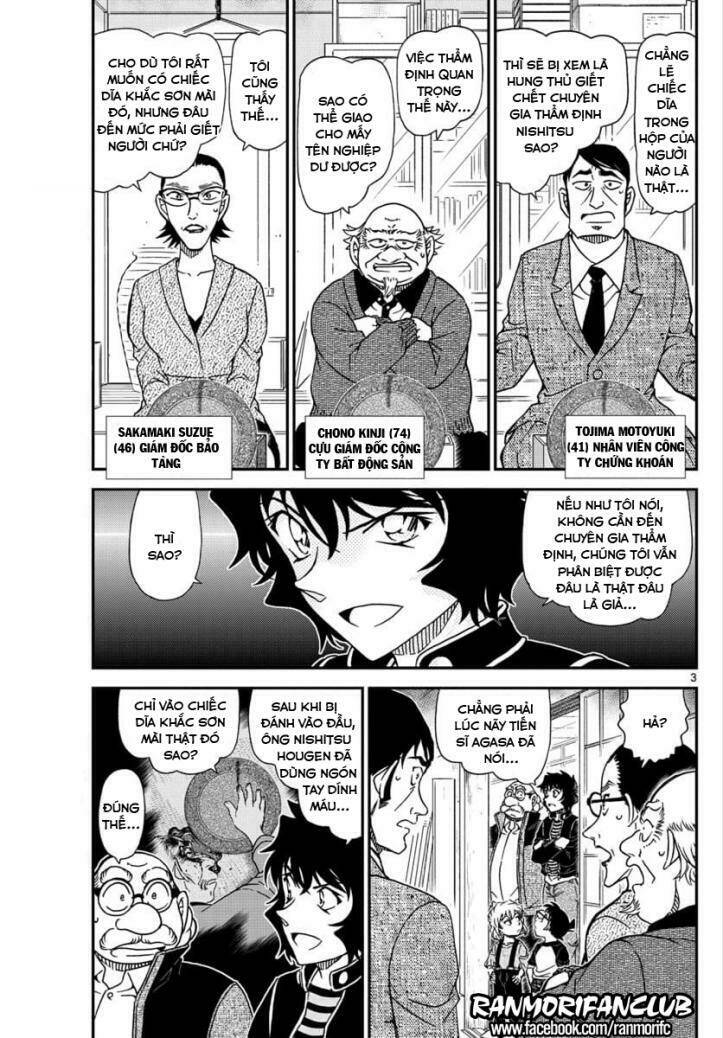 CHẲNG
LẼ
CHIẾC
DĨA
TRONG
HỘP CỦA
NGƯỜI
NÀO LÀ
THẬT...
THÌ SẼ BỊ XEM LÀ
HUNG THỦ GIẾT
CHẾT CHUYÊN
GIA THẨM ĐỊNH
NISHITSU
SAO?
TOJIMA MOTOYUKI
(41) NHÂN VIÊN CÔNG
TY CHỨNG KHOÁN
VIỆC THẨM
ĐỊNH QUAN
TRỌNG
THẾ NÀY...
SAO CÓ
THỂ GIAO
CHO MẤY
TÊN NGHIỆP
DƯ ĐƯỢC?
CHONO KINJI (74)
CỰU GIÁM ĐỐC CÔNG
TY BẤT ĐỘNG SẢN
TÔI
CŨNG
THẤY
THẾ...
CHO DÙ TÔI RẤT
MUỐN CÓ CHIẾC
DĨA KHẮC SƠN MÀI
ĐÓ, NHƯNG ĐÂU
ĐẾN MỨC PHẢI GIẾT
NGƯỜI CHỨ?
SAKAMAKI SUZUE
(46) GIÁM ĐỐC BẢO
TÀNG
NẾU NHƯ TÔI NÓI,
KHÔNG CẦN ĐẾN
CHUYÊN GIA THẨM
ĐỊNH, CHÚNG TÔI VẪN
PHÂN BIỆT ĐƯỢC
ĐÂU LÀ THẬT ĐÂU
LÀ GIẢ...
THÌ
SAO?
3
HẢ?
CHẲNG PHẢI
LÚC NÃY TIẾN
SĨ AGASA ĐÃ
NÓI...
SAU KHI BỊ
ĐÁNH VÀO ĐẦU,
ÔNG NISHITSU
HOUGEN ĐÃ
DÙNG NGÓN
TAY DÍNH
MÁU...
CHỈ VÀO CHIẾC
DĨA KHẮC SƠN
MÀI THẬT ĐÓ
SAO?
ĐÚNG
THẾ...
RANMORIFANCLUB
www.facebook.com/ranmorifc